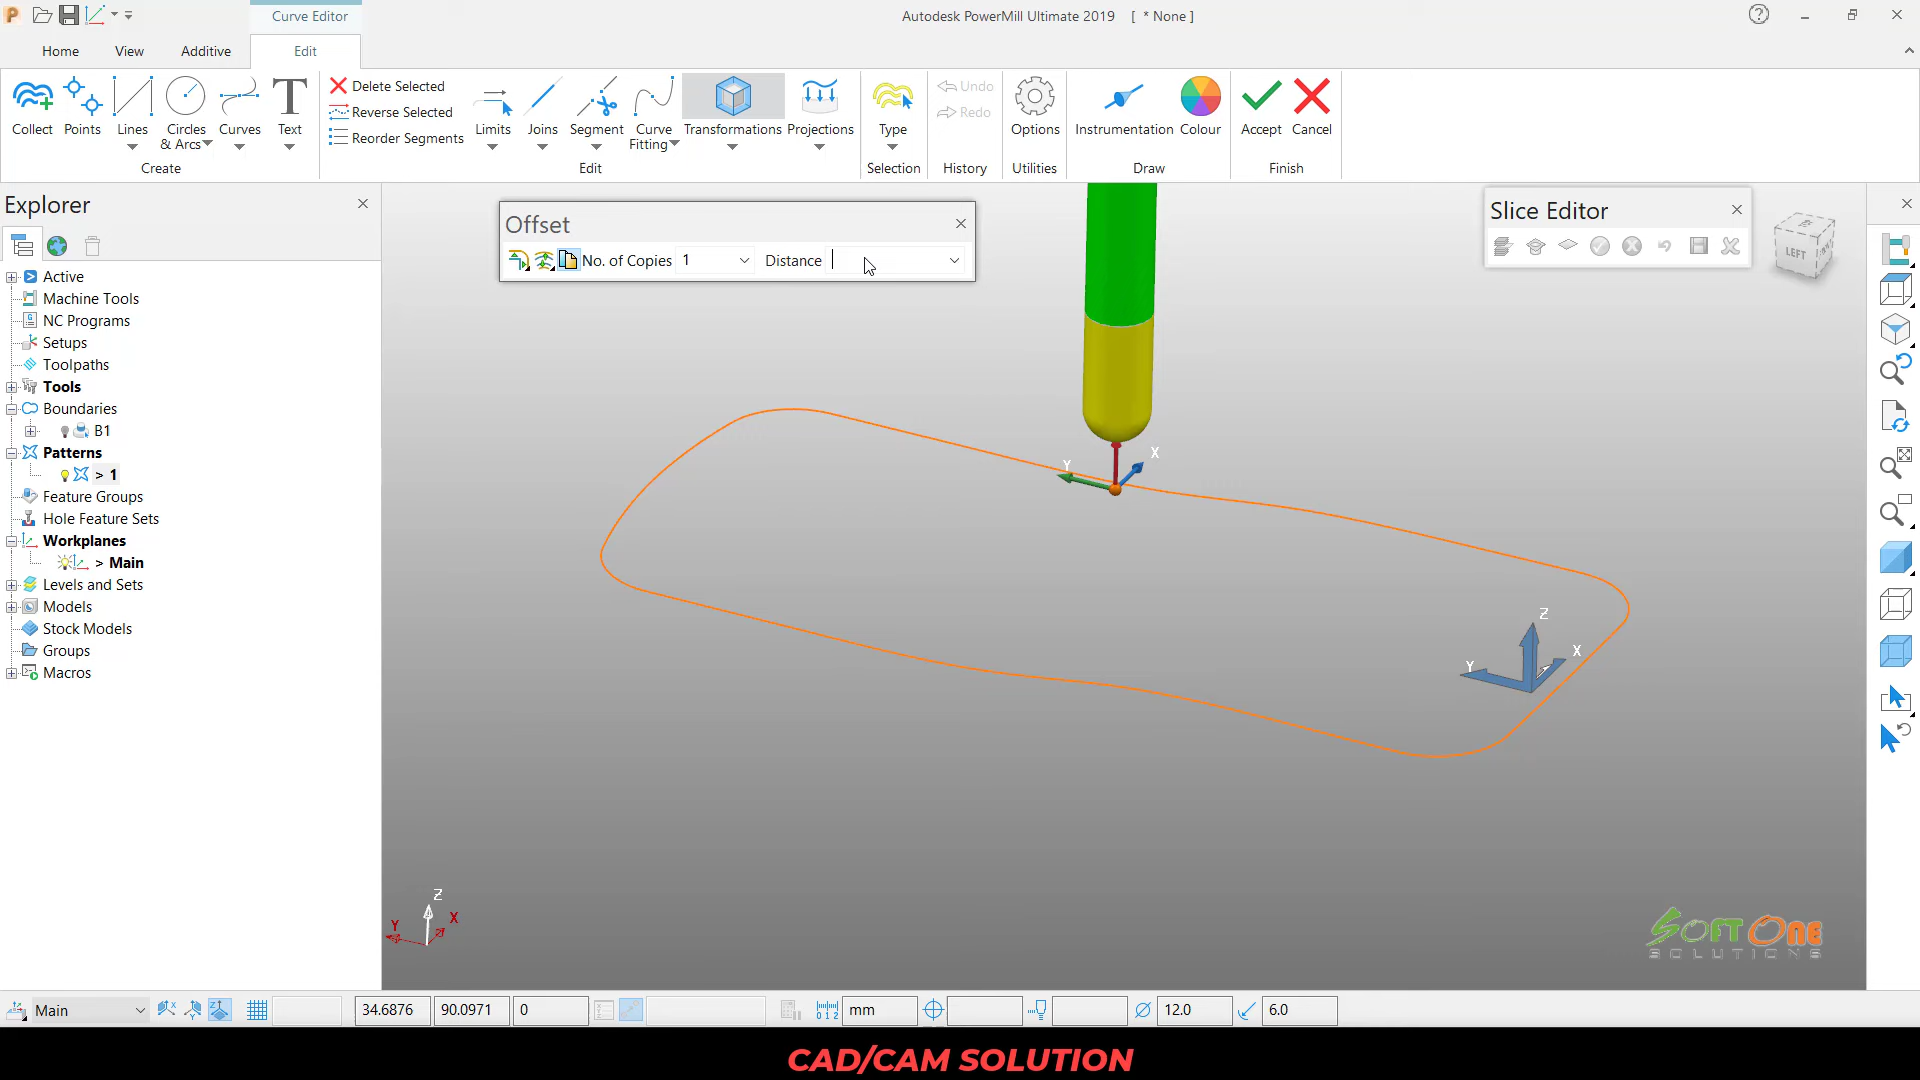 Curve Editor
Autodesk PowerMill Ultimate 2019 [ * None ]
Home View Additive Edit
Collect Points Lines Circles & Arcs Curves Text
Create
Delete Selected
Reverse Selected
Reorder Segments
Limits Joins Segment Curve Fitting Transformations Projections
Edit
Type
Selection
Undo
Redo
History
Options
Utilities
Instrumentation Colour
Draw
Accept Cancel
Finish
Explorer
Active
Machine Tools
NC Programs
Setups
Toolpaths
Tools
Boundaries
B1
Patterns
> 1
Feature Groups
Hole Feature Sets
Workplanes
> Main
Levels and Sets
Models
Stock Models
Groups
Macros
Offset
No. of Copies 1 Distance
Slice Editor
LEFT
X
Y
Z
X
Y
Z
Y
X
SOFTONE
SOLUTIONS
Main 34.6876 90.0971 0 mm 12.0 6.0
CAD/CAM SOLUTION